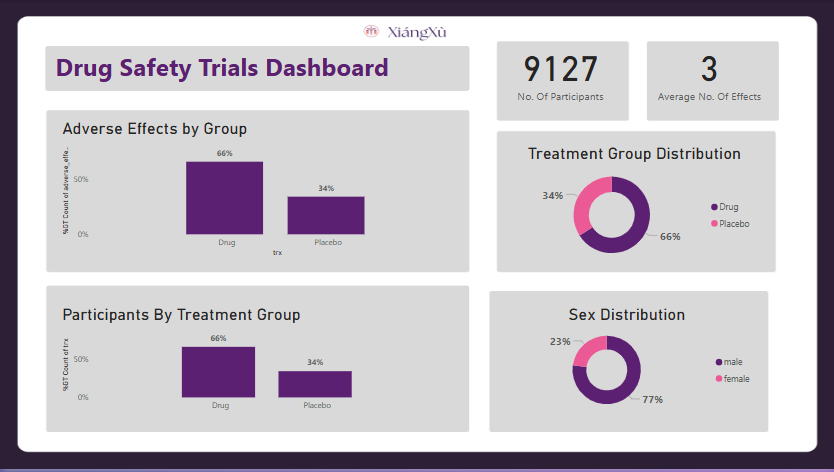 XiángXù
Drug Safety Trials Dashboard
9127
No. Of Participants
3
Average No. Of Effects
Adverse Effects by Group
%GT Count of adverse_effe..
50%
0%
66%
34%
Drug
Placebo
trx
Treatment Group Distribution
34%
66%
Drug
Placebo
Participants By Treatment Group
%GT Count of trx
50%
0%
66%
34%
Drug
Placebo
Sex Distribution
23%
77%
male
female